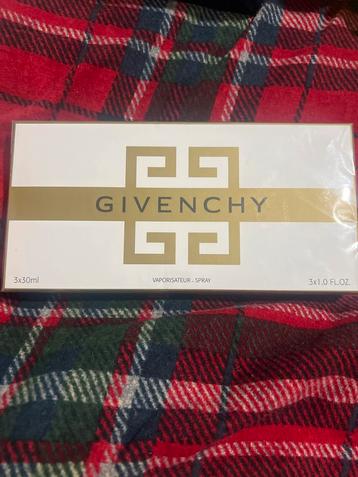 GIVENCHY
3x30ml
VAPORISATEUR - SPRAY
3x1.0 FL.OZ.